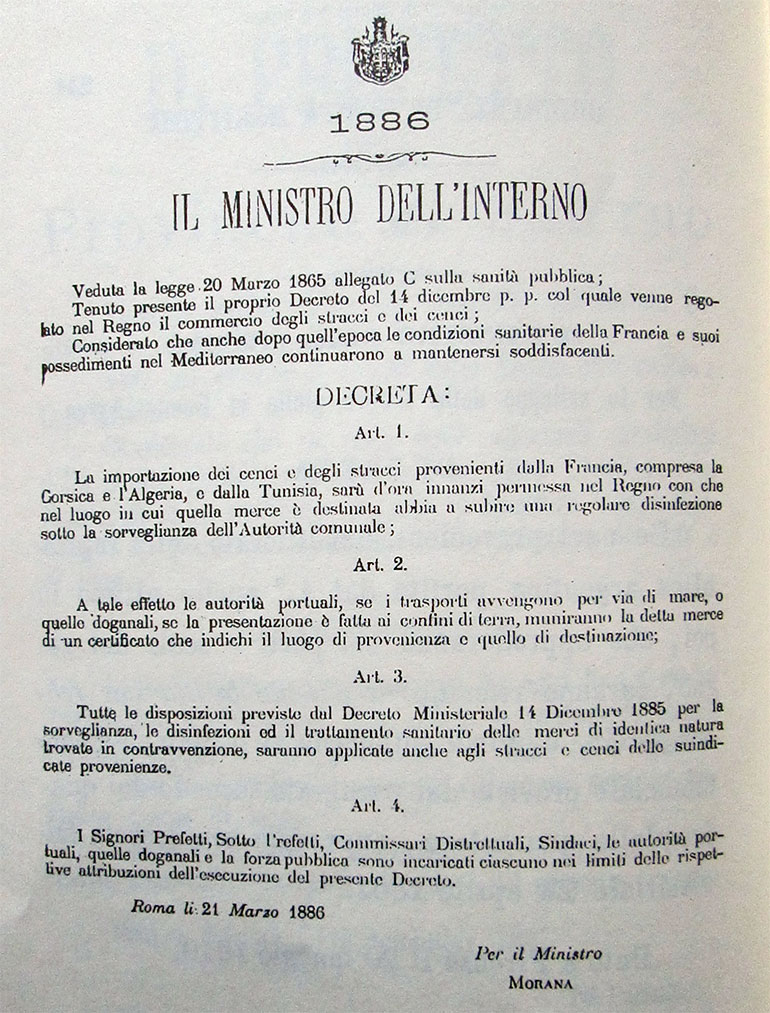 1886
IL MINISTRO DELL'INTERNO
Veduta la legge 20 Marzo 1865 allegato C sulla sanità pubblica;
Tenuto presente il proprio Decreto del 14 dicembre p. p. col quale venne rego-
lato nel Regno il commercio degli stracci e dei cenci;
Considerato che anche dopo quell'epoca le condizioni sanitarie della Francia e suoi
possedimenti nel Mediterraneo continuarono a mantenersi soddisfacenti.
DECRETA:
Art. 1.
La importazione dei cenci e degli stracci provenienti dalla Francia, compresa la
Corsica e l'Algeria, e dalla Tunisia, sarà d'ora innanzi permessa nel Regno con che
nel luogo in cui quella merce è destinata abbia a subire una regolare disinfezione
sotto la sorveglianza dell'Autorità comunale;
Art. 2.
A tale effetto le autorità portuali, se i trasporti avvengono per via di mare, o
quelle doganali, se la presentazione è fatta ai confini di terra, muniranno la detta merce
di un certificato che indichi il luogo di provenienza e quello di destinazione;
Art. 3.
Tutte le disposizioni previste dal Decreto Ministeriale 14 Dicembre 1885 per la
sorveglianza, le disinfezioni ed il trattamento sanitario delle merci di identica natura
trovate in contravvenzione, saranno applicate anche agli stracci e cenci delle suindi-
cate provenienze.
Art. 4.
I Signori Prefetti, Sotto Prefetti, Commissari Distrettuali, Sindaci, le autorità por-
tuali, quelle doganali e la forza pubblica sono incaricati ciascuno nei limiti delle rispet-
tive attribuzioni dell'esecuzione del presente Decreto.
Roma li 21 Marzo 1886
Per il Ministro
MORANA